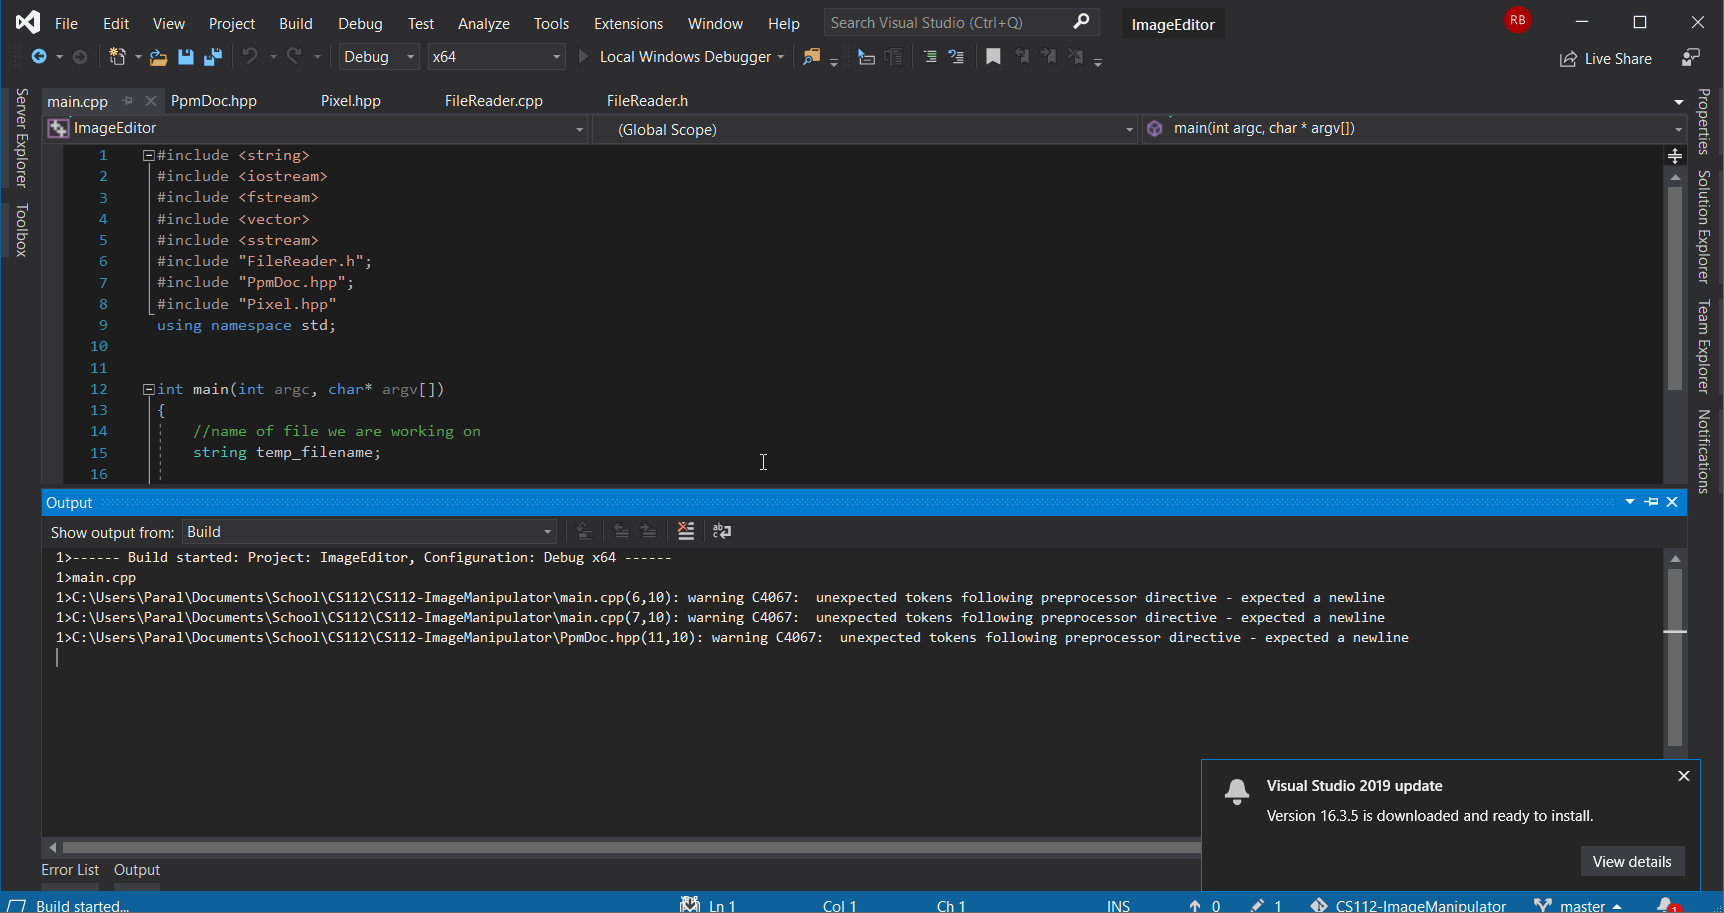 File Edit View Project Build Debug Test Analyze Tools Extensions Window Help Search Visual Studio (Ctrl+Q) ImageEditor RB
Debug x64 Local Windows Debugger Live Share
main.cpp PpmDoc.hpp Pixel.hpp FileReader.cpp FileReader.h
ImageEditor (Global Scope) main(int argc, char * argv[])
Server Explorer
Toolbox
1 #include <string>
2 #include <iostream>
3 #include <fstream>
4 #include <vector>
5 #include <sstream>
6 #include "FileReader.h";
7 #include "PpmDoc.hpp";
8 #include "Pixel.hpp"
9 using namespace std;
10
11
12 int main(int argc, char* argv[])
13 {
14 //name of file we are working on
15 string temp_filename;
16
Properties
Solution Explorer
Team Explorer
Notifications
Output
Show output from: Build
1>------ Build started: Project: ImageEditor, Configuration: Debug x64 ------
1>main.cpp
1>C:\Users\Paral\Documents\School\CS112\CS112-ImageManipulator\main.cpp(6,10): warning C4067: unexpected tokens following preprocessor directive - expected a newline
1>C:\Users\Paral\Documents\School\CS112\CS112-ImageManipulator\main.cpp(7,10): warning C4067: unexpected tokens following preprocessor directive - expected a newline
1>C:\Users\Paral\Documents\School\CS112\CS112-ImageManipulator\PpmDoc.hpp(11,10): warning C4067: unexpected tokens following preprocessor directive - expected a newline
Visual Studio 2019 update
Version 16.3.5 is downloaded and ready to install.
View details
Error List Output
Build started... Ln 1 Col 1 Ch 1 INS 0 1 CS112-ImageManipulator master 1